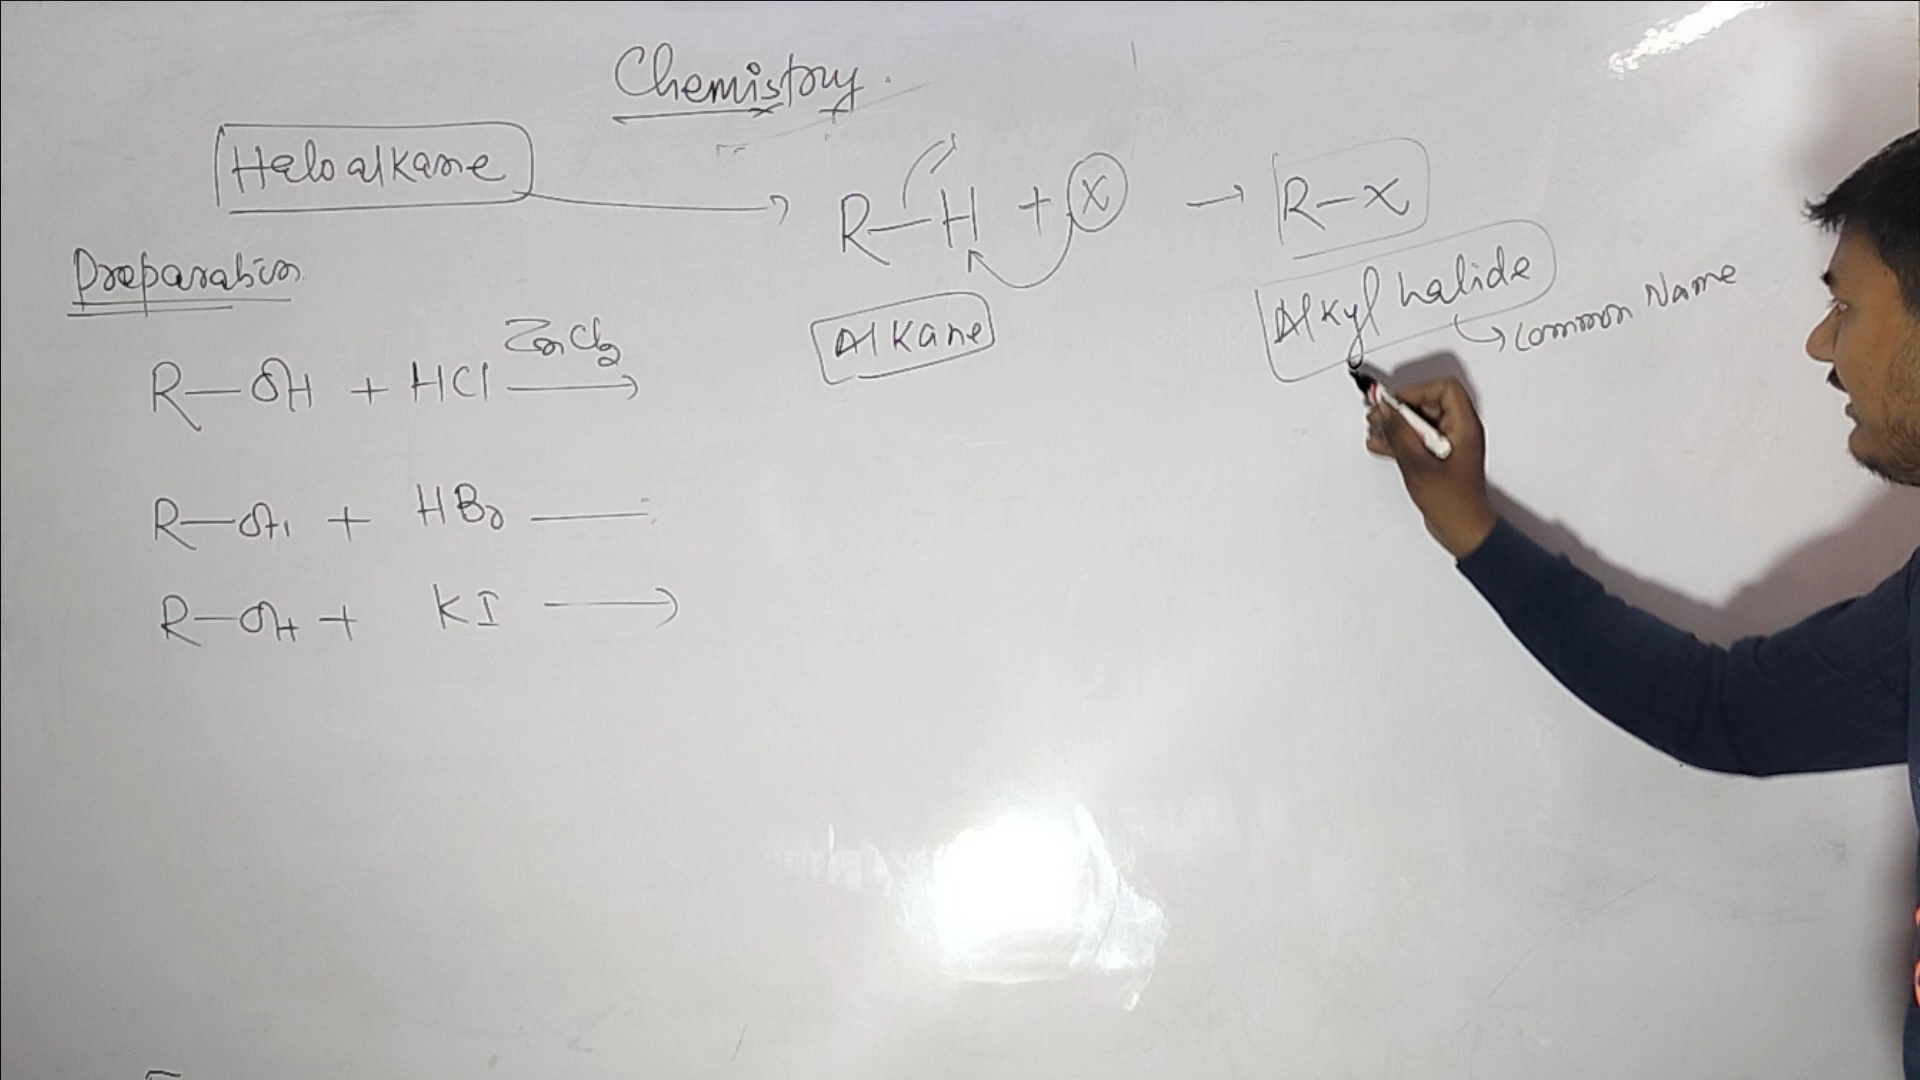 Chemistry.
Haloalkane
R—H + X → R—X
Alkane
Alkyl halide
Common Name
Preparation
R—OH + HCl ZnCl2 →
R—OH + HBr —
R—OH + KI →